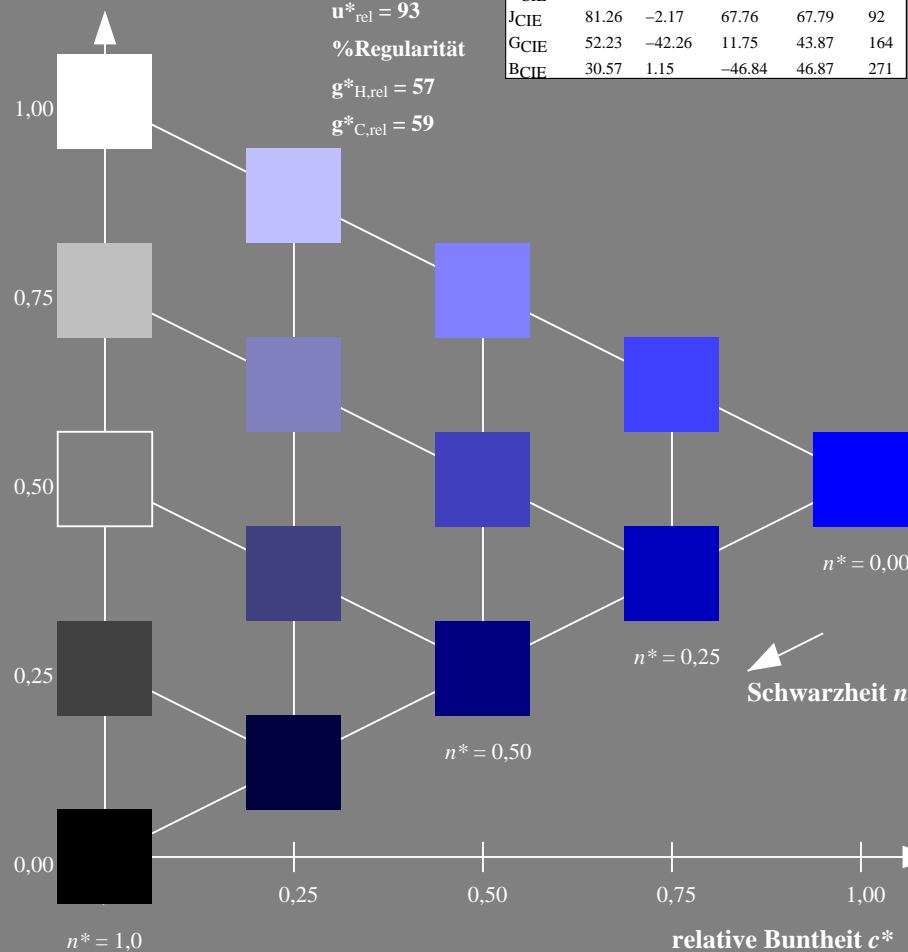 u*rel = 93
%Regularität
g*H,rel = 57
g*C,rel = 59
CIE
JCIE 81.26 −2.17 67.76 67.79 92
GCIE 52.23 −42.26 11.75 43.87 164
BCIE 30.57 1.15 −46.84 46.87 271
1,00
0,75
0,50
n* = 0,00
n* = 0,25
0,25
Schwarzheit n
n* = 0,50
0,00
0,25 0,50 0,75 1,00
n* = 1,0
relative Buntheit c*